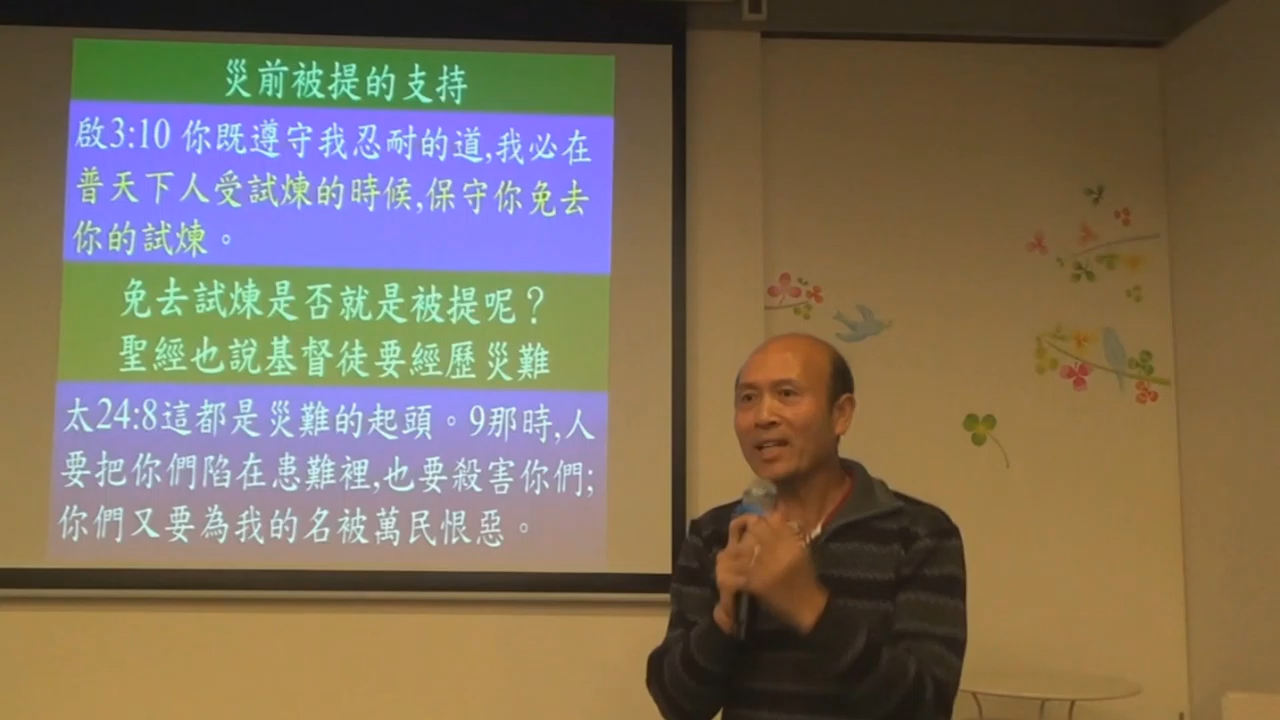 災前被提的支持
啟3:10 你既遵守我忍耐的道,我必在
普天下人受試煉的時候,保守你免去
你的試煉。
免去試煉是否就是被提呢？
聖經也說基督徒要經歷災難
太24:8這都是災難的起頭。9那時,人
要把你們陷在患難裡,也要殺害你們;
你們又要為我的名被萬民恨惡。